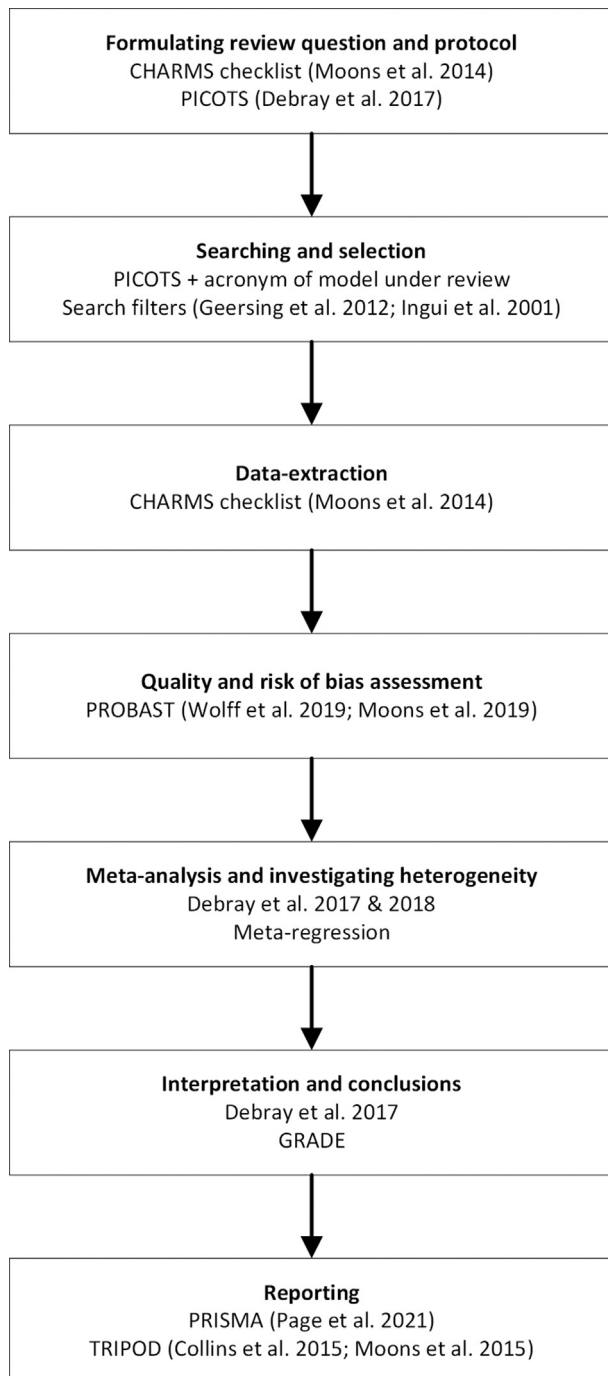 Formulating review question and protocol
CHARMS checklist (Moons et al. 2014)
PICOTS (Debray et al. 2017)
Searching and selection
PICOTS + acronym of model under review
Search filters (Geersing et al. 2012; Ingui et al. 2001)
Data-extraction
CHARMS checklist (Moons et al. 2014)
Quality and risk of bias assessment
PROBAST (Wolff et al. 2019; Moons et al. 2019)
Meta-analysis and investigating heterogeneity
Debray et al. 2017 & 2018
Meta-regression
Interpretation and conclusions
Debray et al. 2017
GRADE
Reporting
PRISMA (Page et al. 2021)
TRIPOD (Collins et al. 2015; Moons et al. 2015)